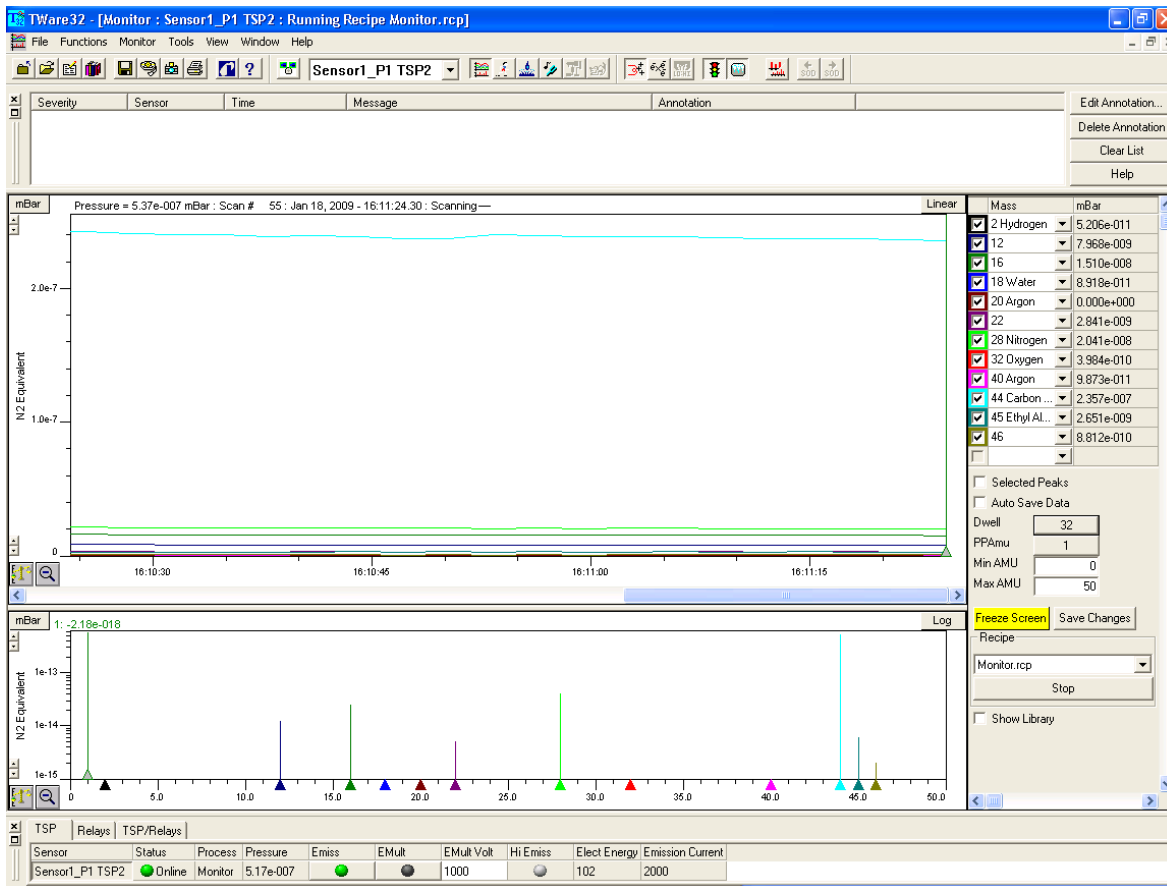 TWare32 - [Monitor : Sensor1_P1 TSP2 : Running Recipe Monitor.rcp]
File Functions Monitor Tools View Window Help
Sensor1_P1 TSP2
Severity Sensor Time Message Annotation
Edit Annotation...
Delete Annotation
Clear List
Help
mBar Pressure = 5.37e-007 mBar : Scan # 55 : Jan 18, 2009 - 16:11:24.30 : Scanning— Linear
N2 Equivalent
2.0e-7
1.0e-7
0
16:10:30 16:10:45 16:11:00 16:11:15
mBar 1: -2.18e-018 Log
N2 Equivalent
1e-13
1e-14
1e-15
0 5.0 10.0 15.0 20.0 25.0 30.0 35.0 40.0 45.0 50.0
Mass mBar
2 Hydrogen 5.206e-011
12 7.968e-009
16 1.510e-008
18 Water 8.918e-011
20 Argon 0.000e+000
22 2.841e-009
28 Nitrogen 2.041e-008
32 Oxygen 3.984e-010
40 Argon 9.873e-011
44 Carbon ... 2.357e-007
45 Ethyl Al... 2.651e-009
46 8.812e-010
Selected Peaks
Auto Save Data
Dwell 32
PPAmu 1
Min AMU 0
Max AMU 50
Freeze Screen Save Changes
Recipe
Monitor.rcp
Stop
Show Library
TSP Relays TSP/Relays
Sensor Status Process Pressure Emiss EMult EMult Volt Hi Emiss Elect Energy Emission Current
Sensor1_P1 TSP2 Online Monitor 5.17e-007 1000 102 2000